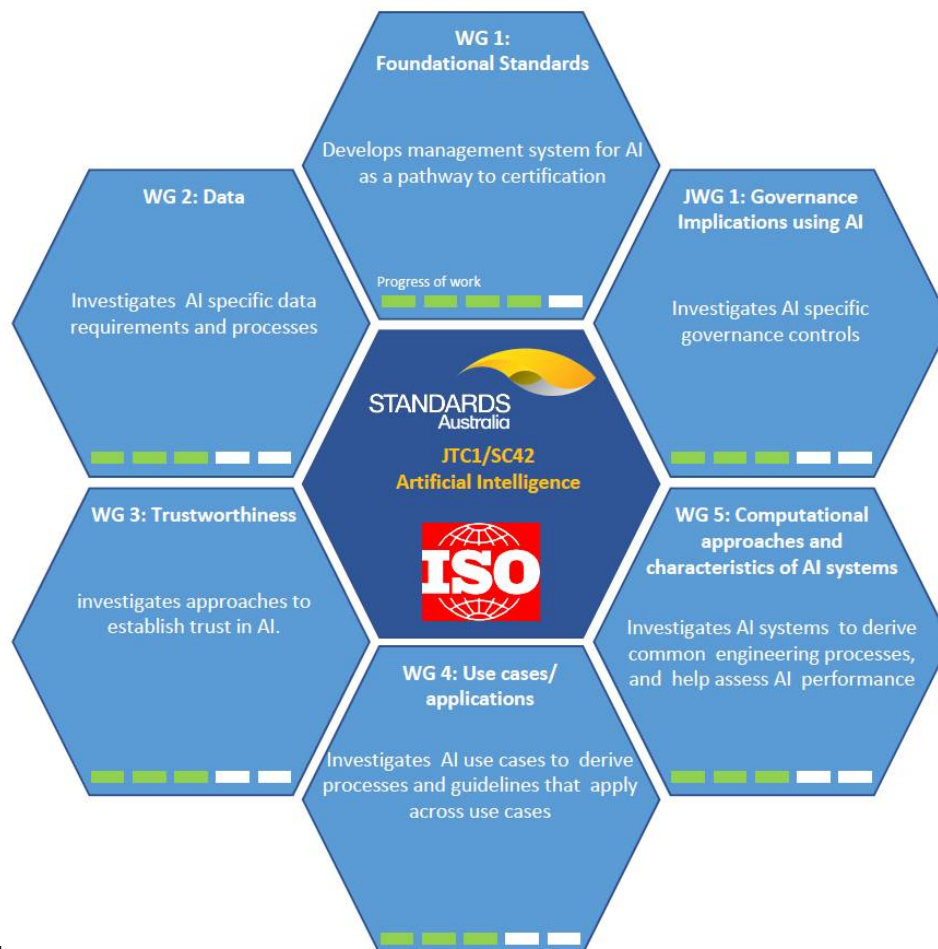 WG 1:
Foundational Standards
Develops management system for AI
as a pathway to certification
Progress of work
WG 2: Data
Investigates AI specific data
requirements and processes
JWG 1: Governance
Implications using AI
Investigates AI specific
governance controls
STANDARDS
Australia
JTC1/SC42
Artificial Intelligence
ISO
WG 3: Trustworthiness
investigates approaches to
establish trust in AI.
WG 5: Computational
approaches and
characteristics of AI systems
Investigates AI systems to derive
common engineering processes,
and help assess AI performance
WG 4: Use cases/
applications
Investigates AI use cases to derive
processes and guidelines that apply
across use cases